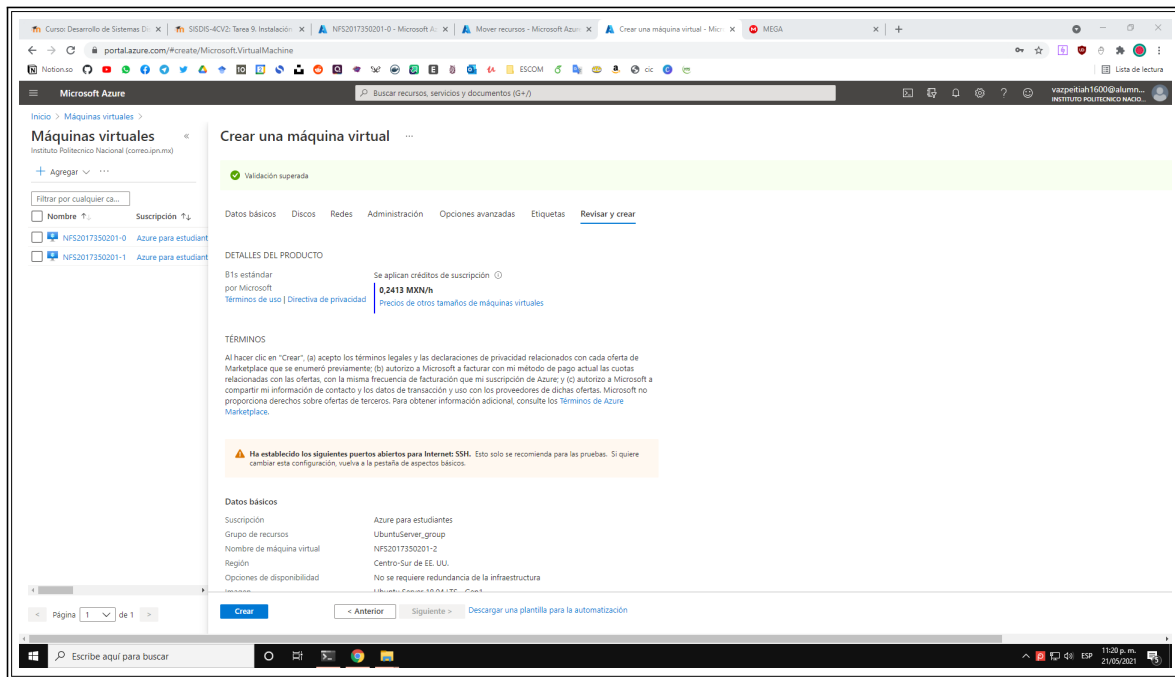 Curso: Desarrollo de Sistemas Di
SISDIS-4CV2: Tarea 9. Instalación
NFS2017350201-0 - Microsoft Az
Mover recursos - Microsoft Azur
Crear una máquina virtual - Micr
MEGA
portal.azure.com/#create/Microsoft.VirtualMachine
Notion.so
ESCOM
cic
Lista de lectura
Microsoft Azure
Buscar recursos, servicios y documentos (G+/)
vazpeitiah1600@alumn...
INSTITUTO POLITECNICO NACIO...
Inicio > Máquinas virtuales >
Máquinas virtuales
Instituto Politecnico Nacional (correo.ipn.mx)
+ Agregar
Filtrar por cualquier ca...
Nombre ↑↓ Suscripción ↑↓
NFS2017350201-0 Azure para estudiant
NFS2017350201-1 Azure para estudiant
< Página 1 de 1 >
Crear una máquina virtual ...
Validación superada
Datos básicos Discos Redes Administración Opciones avanzadas Etiquetas Revisar y crear
DETALLES DEL PRODUCTO
B1s estándar
por Microsoft
Términos de uso | Directiva de privacidad
Se aplican créditos de suscripción
0,2413 MXN/h
Precios de otros tamaños de máquinas virtuales
TÉRMINOS
Al hacer clic en "Crear", (a) acepto los términos legales y las declaraciones de privacidad relacionados con cada oferta de
Marketplace que se enumeró previamente; (b) autorizo a Microsoft a facturar con mi método de pago actual las cuotas
relacionadas con las ofertas, con la misma frecuencia de facturación que mi suscripción de Azure; y (c) autorizo a Microsoft a
compartir mi información de contacto y los datos de transacción y uso con los proveedores de dichas ofertas. Microsoft no
proporciona derechos sobre ofertas de terceros. Para obtener información adicional, consulte los Términos de Azure
Marketplace.
Ha establecido los siguientes puertos abiertos para Internet: SSH. Esto solo se recomienda para las pruebas. Si quiere
cambiar esta configuración, vuelva a la pestaña de aspectos básicos.
Datos básicos
Suscripción Azure para estudiantes
Grupo de recursos UbuntuServer_group
Nombre de máquina virtual NFS2017350201-2
Región Centro-Sur de EE. UU.
Opciones de disponibilidad No se requiere redundancia de la infraestructura
Imagen Ubuntu Server 18.04 LTS - Gen1
Crear < Anterior Siguiente > Descargar una plantilla para la automatización
Escribe aquí para buscar
ESP
11:20 p. m.
21/05/2021